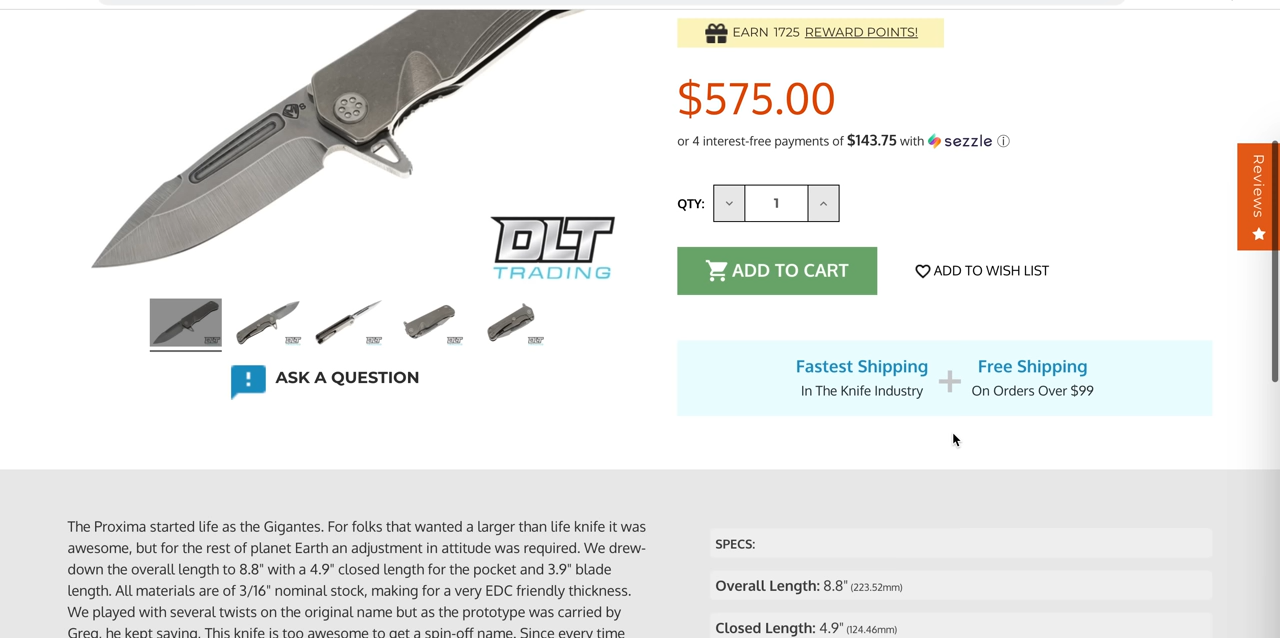 EARN 1725 REWARD POINTS!
$575.00
or 4 interest-free payments of $143.75 with sezzle
QTY: 1
ADD TO CART
ADD TO WISH LIST
Reviews
DLT
TRADING
ASK A QUESTION
Fastest Shipping
In The Knife Industry
+
Free Shipping
On Orders Over $99
The Proxima started life as the Gigantes. For folks that wanted a larger than life knife it was
awesome, but for the rest of planet Earth an adjustment in attitude was required. We drew-
down the overall length to 8.8" with a 4.9" closed length for the pocket and 3.9" blade
length. All materials are of 3/16" nominal stock, making for a very EDC friendly thickness.
We played with several twists on the original name but as the prototype was carried by
Greg, he kept saying, This knife is too awesome to get a spin-off name. Since every time
SPECS:
Overall Length: 8.8" (223.52mm)
Closed Length: 4.9" (124.46mm)